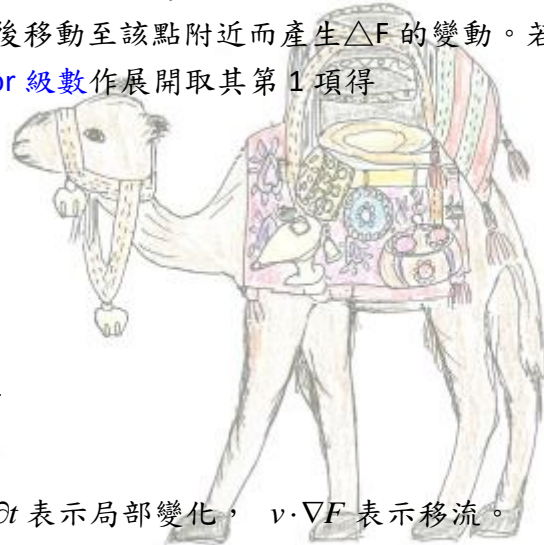 後移動至該點附近而產生△F 的變動。若
or 級數作展開取其第 1 項得
∂t 表示局部變化， v·∇F 表示移流。